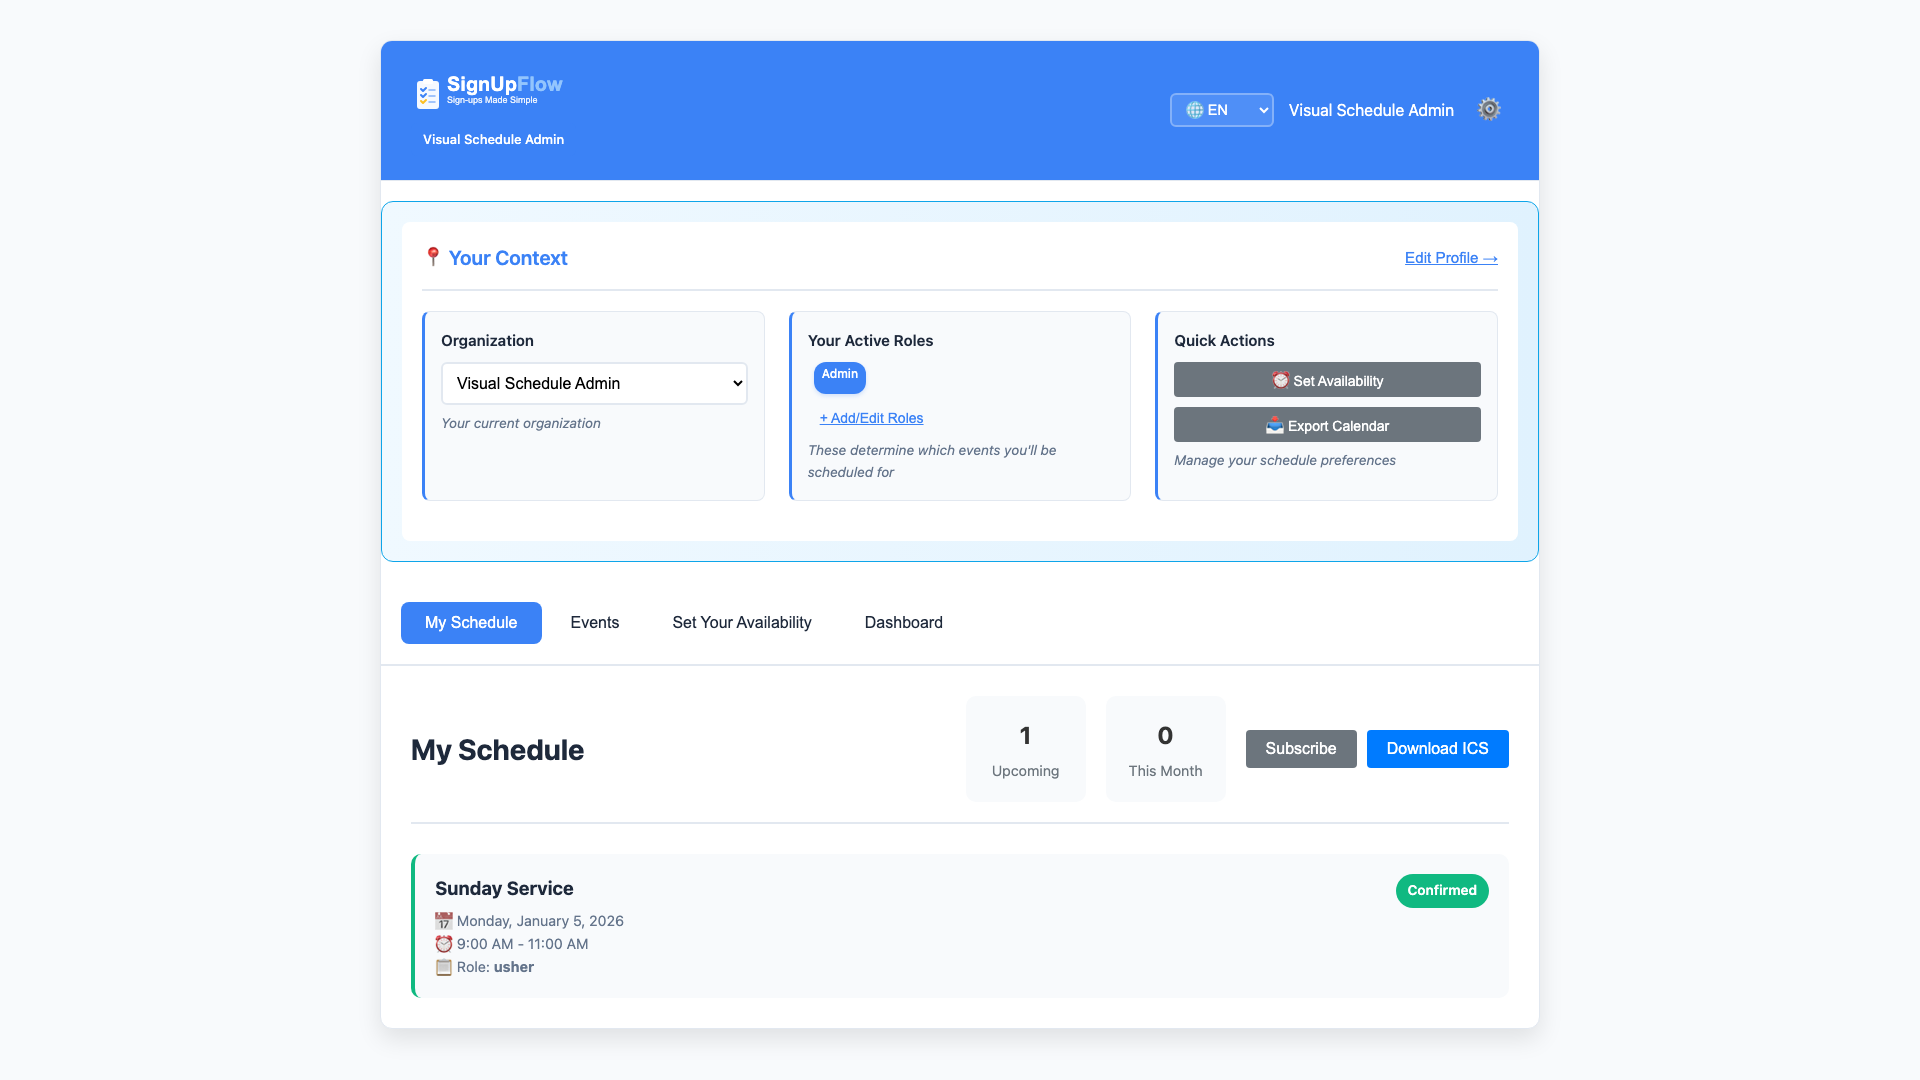 SignUpFlow
Sign-ups Made Simple
Visual Schedule Admin
🌐 EN
Visual Schedule Admin
📍 Your Context
Edit Profile →
Organization
Visual Schedule Admin
Your current organization
Your Active Roles
Admin
+ Add/Edit Roles
These determine which events you'll be
scheduled for
Quick Actions
⏰ Set Availability
📥 Export Calendar
Manage your schedule preferences
My Schedule
Events
Set Your Availability
Dashboard
My Schedule
1
Upcoming
0
This Month
Subscribe
Download ICS
Sunday Service
Confirmed
📅 Monday, January 5, 2026
⏰ 9:00 AM - 11:00 AM
📋 Role: usher